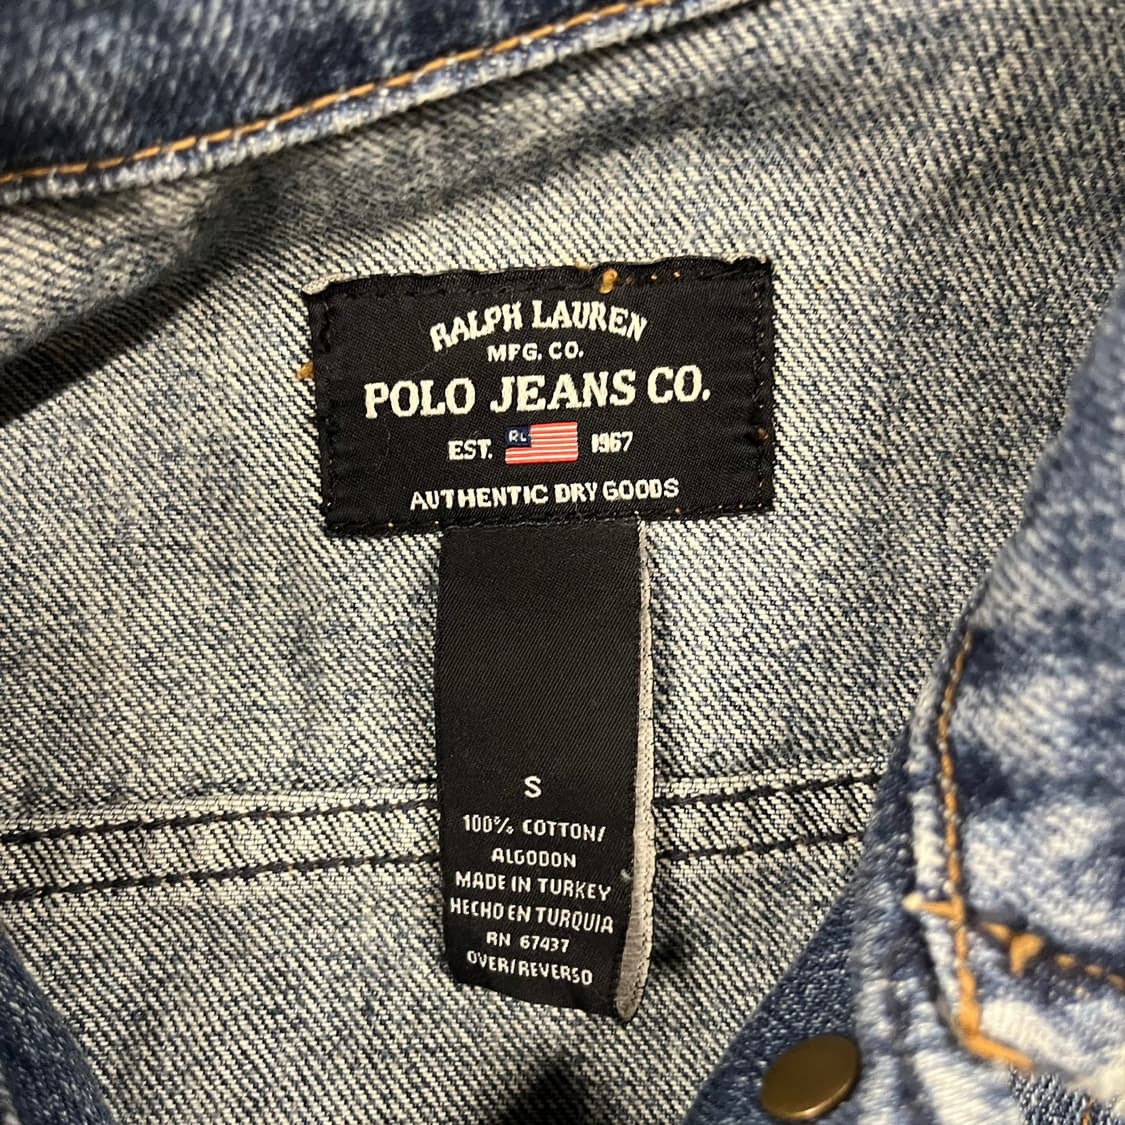 RALPH LAUREN
MFG. CO.
POLO JEANS CO.
EST. RL 1967
AUTHENTIC DRY GOODS
S
100% COTTON/
ALGODON
MADE IN TURKEY
HECHO EN TURQUIA
RN 67437
OVER/REVERSO